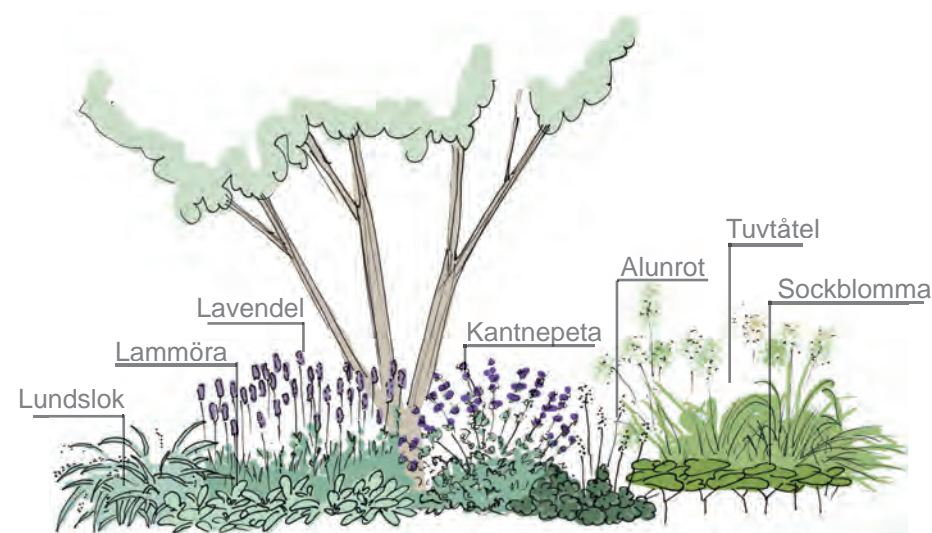 Tuvtåtel
Alunrot
Sockblomma
Lavendel
Kantnepeta
Lammöra
Lundslok